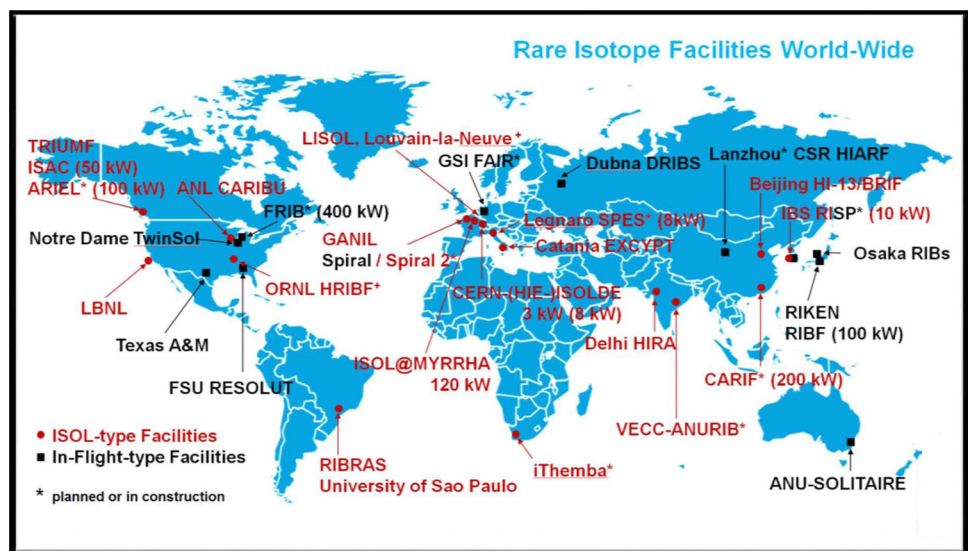 Rare Isotope Facilities World-Wide
TRIUMF
ISAC (50 kW)
ARIEL* (100 kW)
ANL CARIBU
FRIB* (400 kW)
Notre Dame TwinSol
LBNL
ORNL HRIBF+
Texas A&M
FSU RESOLUT
LISOL, Louvain-la-Neuve+
GSI FAIR*
Dubna DRIBS
Lanzhou* CSR HIARF
Beijing HI-13/BRIF
IBS RISP* (10 kW)
Legnaro SPES* (8kW)
GANIL
Spiral / Spiral 2*
Catania EXCYPT
Osaka RIBs
CERN-(HIE-)ISOLDE
3 kW (8 kW)
RIKEN
RIBF (100 kW)
Delhi HIRA
ISOL@MYRRHA
120 kW
CARIF* (200 kW)
VECC-ANURIB*
iThemba*
RIBRAS
University of Sao Paulo
ANU-SOLITAIRE
ISOL-type Facilities
In-Flight-type Facilities
* planned or in construction